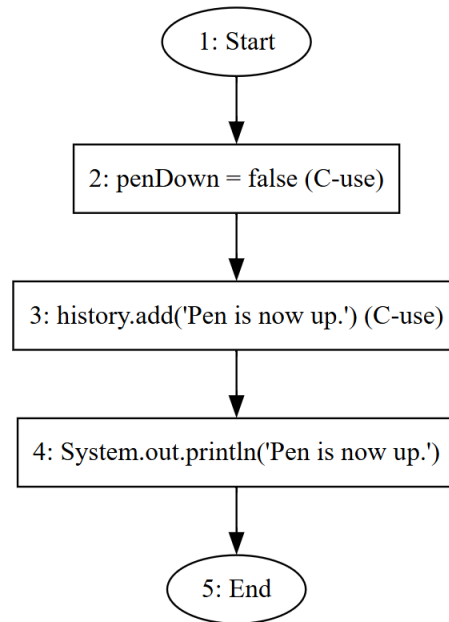 1: Start
2: penDown = false (C-use)
3: history.add('Pen is now up.') (C-use)
4: System.out.println('Pen is now up.')
5: End